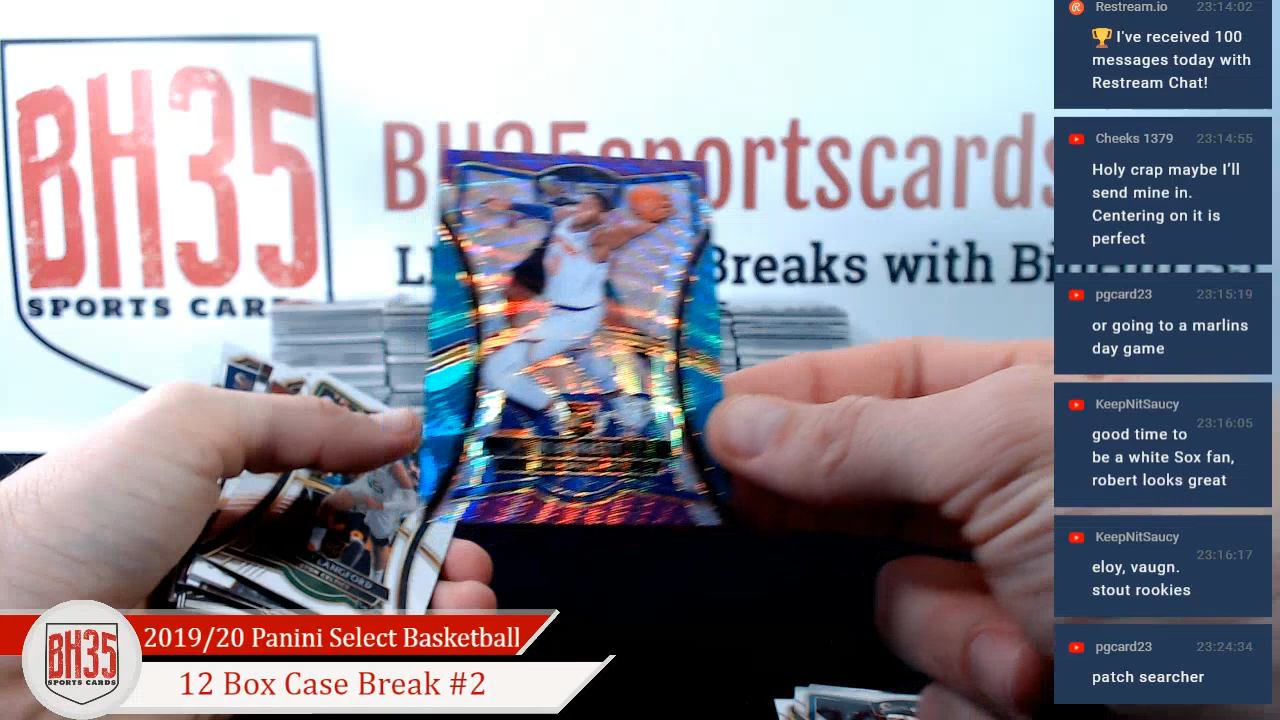 BH35
SPORTS CAR
BH35sportscards
Breaks with Bi
LANGFORD
2019/20 Panini Select Basketball
12 Box Case Break #2
BH35
SPORTS CARDS
Restream.io 23:14:02
🏆 I've received 100
messages today with
Restream Chat!
Cheeks 1379 23:14:55
Holy crap maybe I’ll
send mine in.
Centering on it is
perfect
pgcard23 23:15:19
or going to a marlins
day game
KeepNitSaucy 23:16:05
good time to
be a white Sox fan,
robert looks great
KeepNitSaucy 23:16:17
eloy, vaughn.
stout rookies
pgcard23 23:24:34
patch searcher